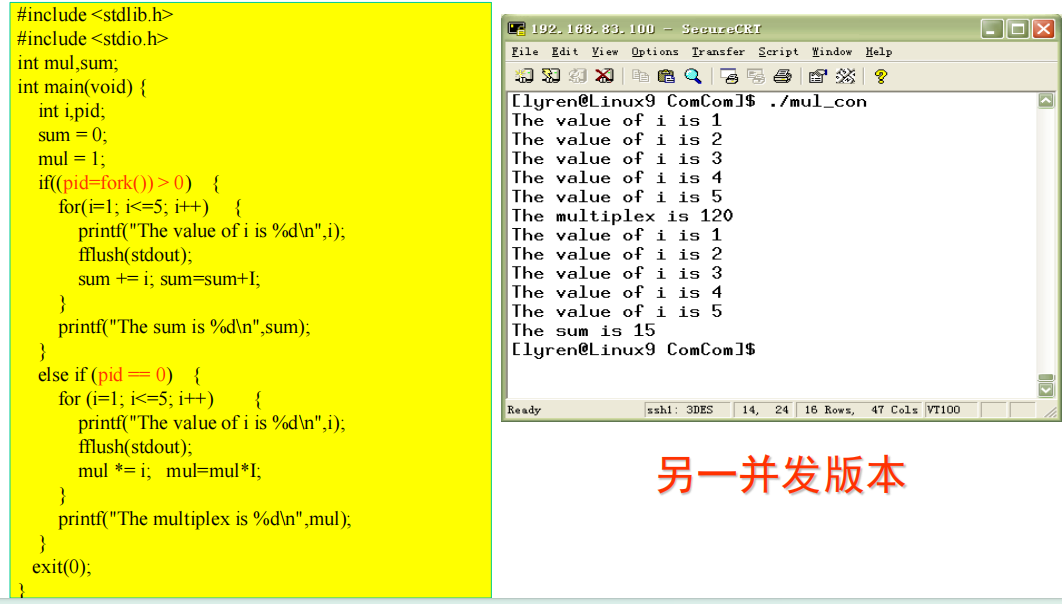 #include <stdlib.h>
#include <stdio.h>
int mul,sum;
int main(void) {
int i,pid;
sum = 0;
mul = 1;
if((pid=fork()) > 0) {
for(i=1; i<=5; i++) {
printf("The value of i is %d\n",i);
fflush(stdout);
sum += i; sum=sum+I;
}
printf("The sum is %d\n",sum);
}
else if (pid == 0) {
for (i=1; i<=5; i++) {
printf("The value of i is %d\n",i);
fflush(stdout);
mul *= i; mul=mul*I;
}
printf("The multiplex is %d\n",mul);
}
exit(0);
}
192.168.83.100 - SecureCRT
File Edit View Options Transfer Script Window Help
[lyren@Linux9 ComCom]$ ./mul_con
The value of i is 1
The value of i is 2
The value of i is 3
The value of i is 4
The value of i is 5
The multiplex is 120
The value of i is 1
The value of i is 2
The value of i is 3
The value of i is 4
The value of i is 5
The sum is 15
[lyren@Linux9 ComCom]$
Ready ssh1: 3DES 14, 24 16 Rows, 47 Cols VT100
另一并发版本